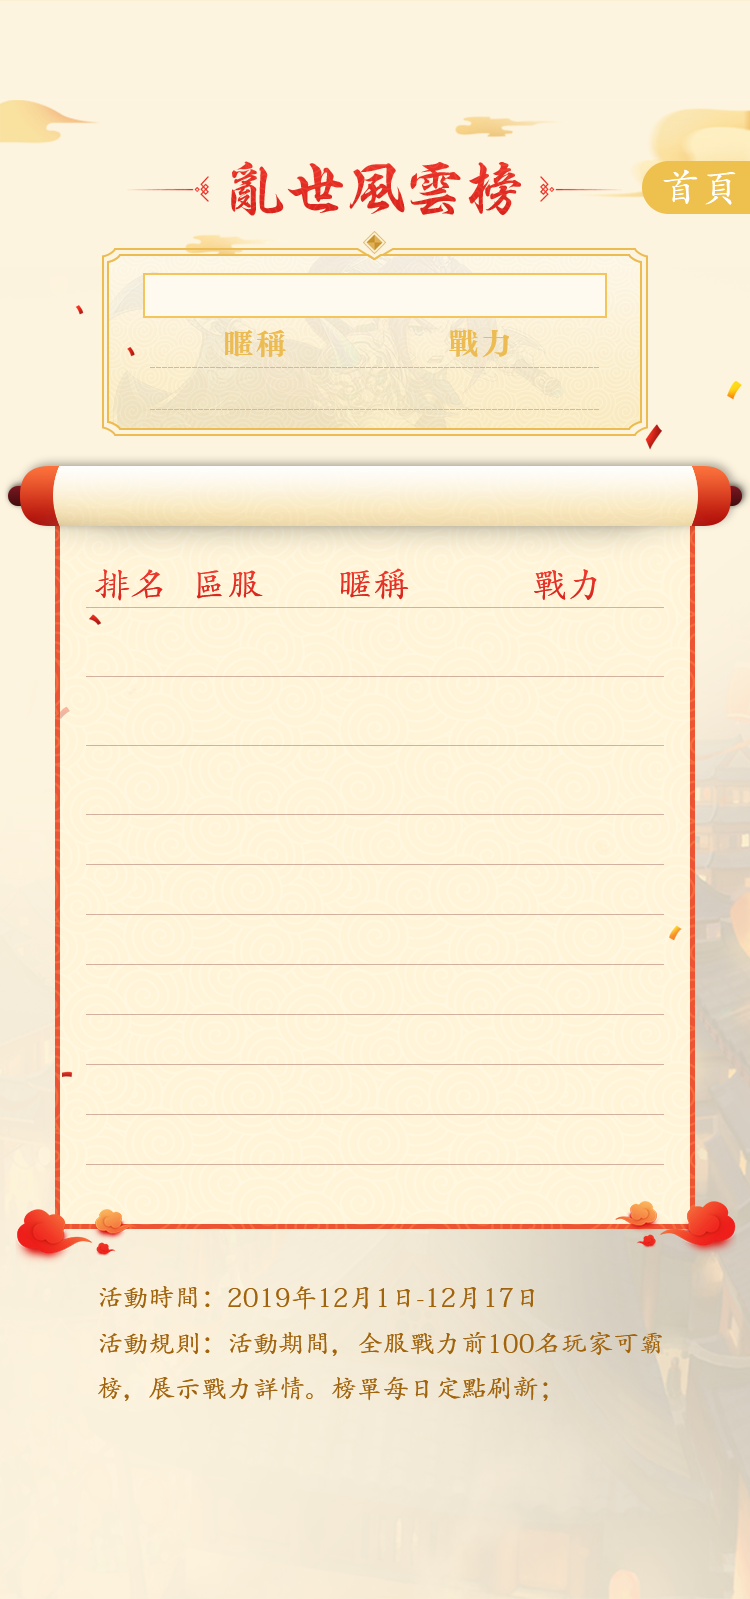 亂世風雲榜
首頁
暱稱 戰力
排名 區服 暱稱 戰力
活動時間：2019年12月1日-12月17日
活動規則：活動期間，全服戰力前100名玩家可霸
榜，展示戰力詳情。榜單每日定點刷新；